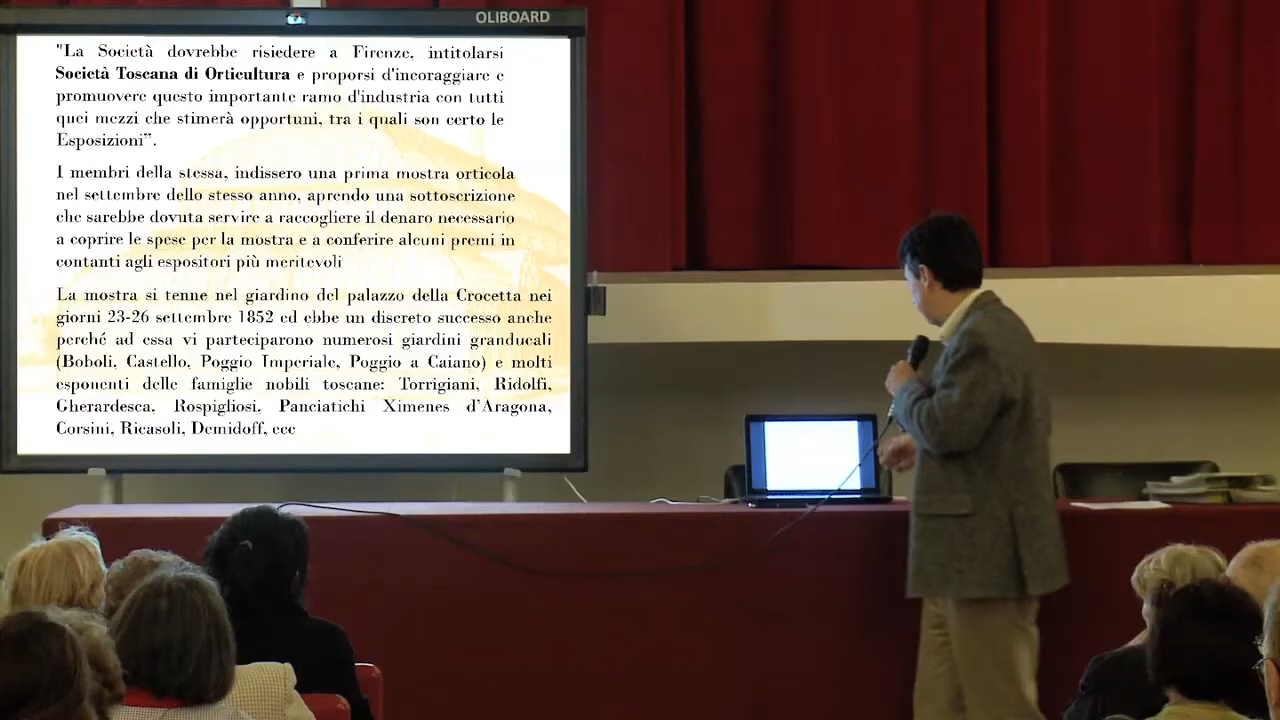 OLIBOARD
"La Società dovrebbe risiedere a Firenze, intitolarsi
Società Toscana di Orticultura e proporsi d'incoraggiare e
promuovere questo importante ramo d'industria con tutti
quei mezzi che stimerà opportuni, tra i quali son certo le
Esposizioni”.
I membri della stessa, indissero una prima mostra orticola
nel settembre dello stesso anno, aprendo una sottoscrizione
che sarebbe dovuta servire a raccogliere il denaro necessario
a coprire le spese per la mostra e a conferire alcuni premi in
contanti agli espositori più meritevoli
La mostra si tenne nel giardino del palazzo della Crocetta nei
giorni 23-26 settembre 1852 ed ebbe un discreto successo anche
perché ad essa vi parteciparono numerosi giardini granducali
(Boboli, Castello, Poggio Imperiale, Poggio a Caiano) e molti
esponenti delle famiglie nobili toscane: Torrigiani, Ridolfi,
Gherardesca, Rospigliosi, Panciatichi Ximenes d’Aragona,
Corsini, Ricasoli, Demidoff, ecc